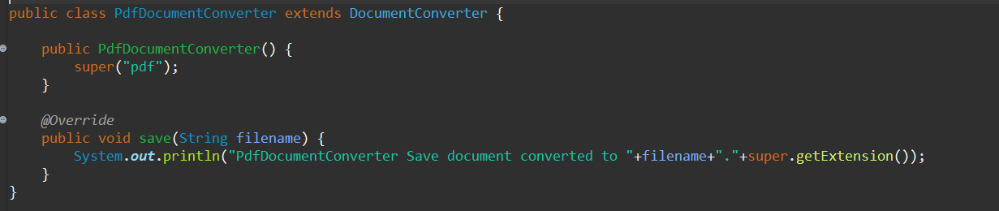 public class PdfDocumentConverter extends DocumentConverter {
public PdfDocumentConverter() {
super("pdf");
}
@Override
public void save(String filename) {
System.out.println("PdfDocumentConverter Save document converted to "+filename+"."+super.getExtension());
}
}